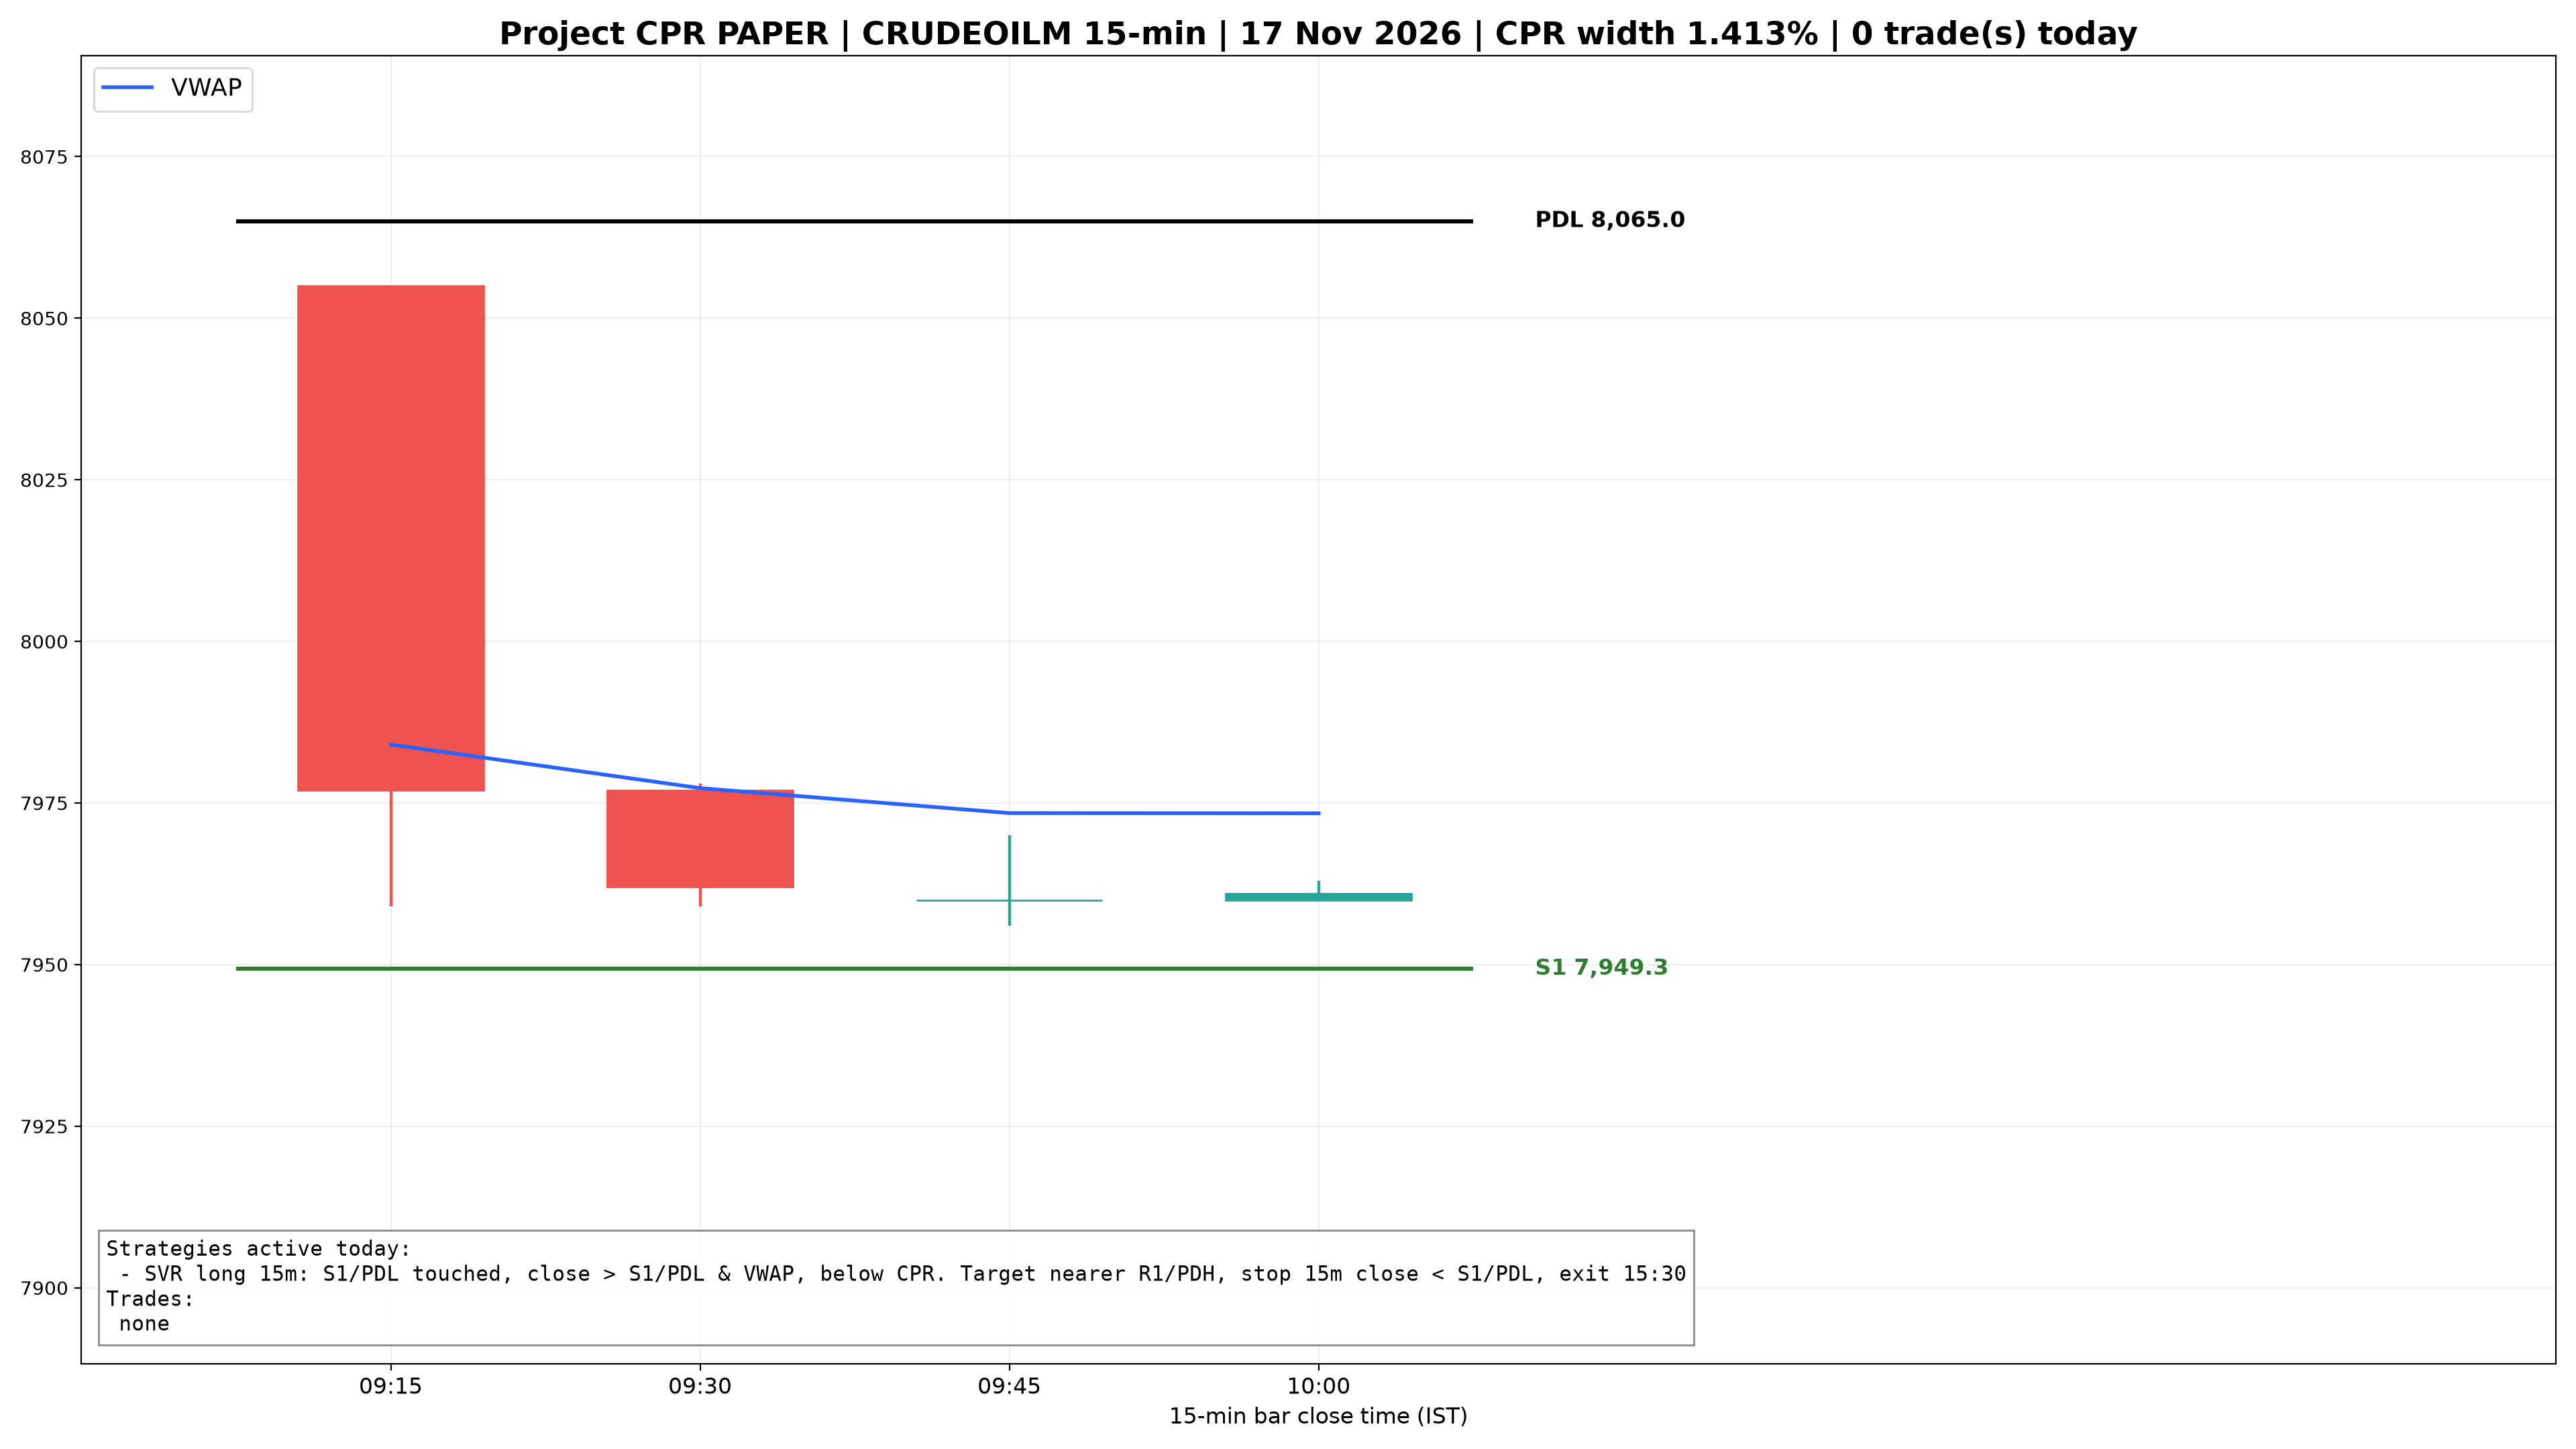 Project CPR PAPER | CRUDEOILM 15-min | 17 Nov 2026 | CPR width 1.413% | 0 trade(s) today
VWAP
8075
PDL 8,065.0
8050
8025
8000
7975
7950
S1 7,949.3
7925
7900
Strategies active today:
- SVR long 15m: S1/PDL touched, close > S1/PDL & VWAP, below CPR. Target nearer R1/PDH, stop 15m close < S1/PDL, exit 15:30
Trades:
none
09:15 09:30 09:45 10:00
15-min bar close time (IST)